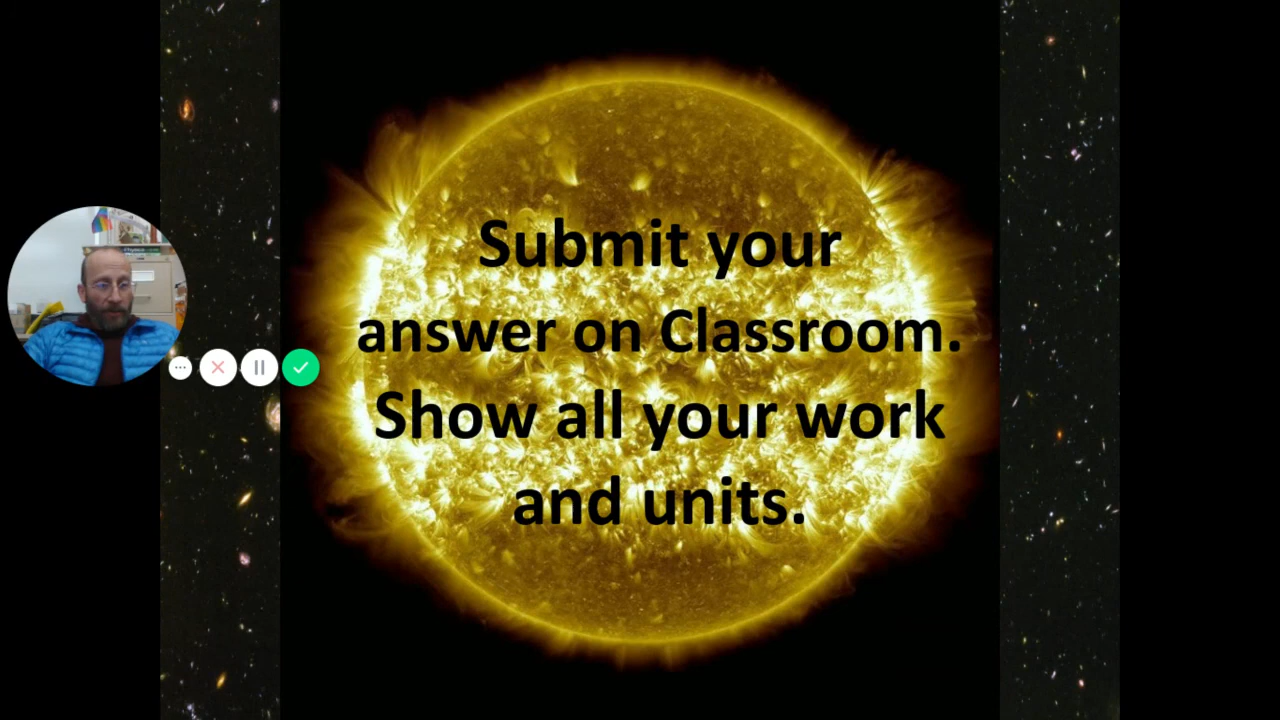 Submit your
answer on Classroom.
Show all your work
and units.